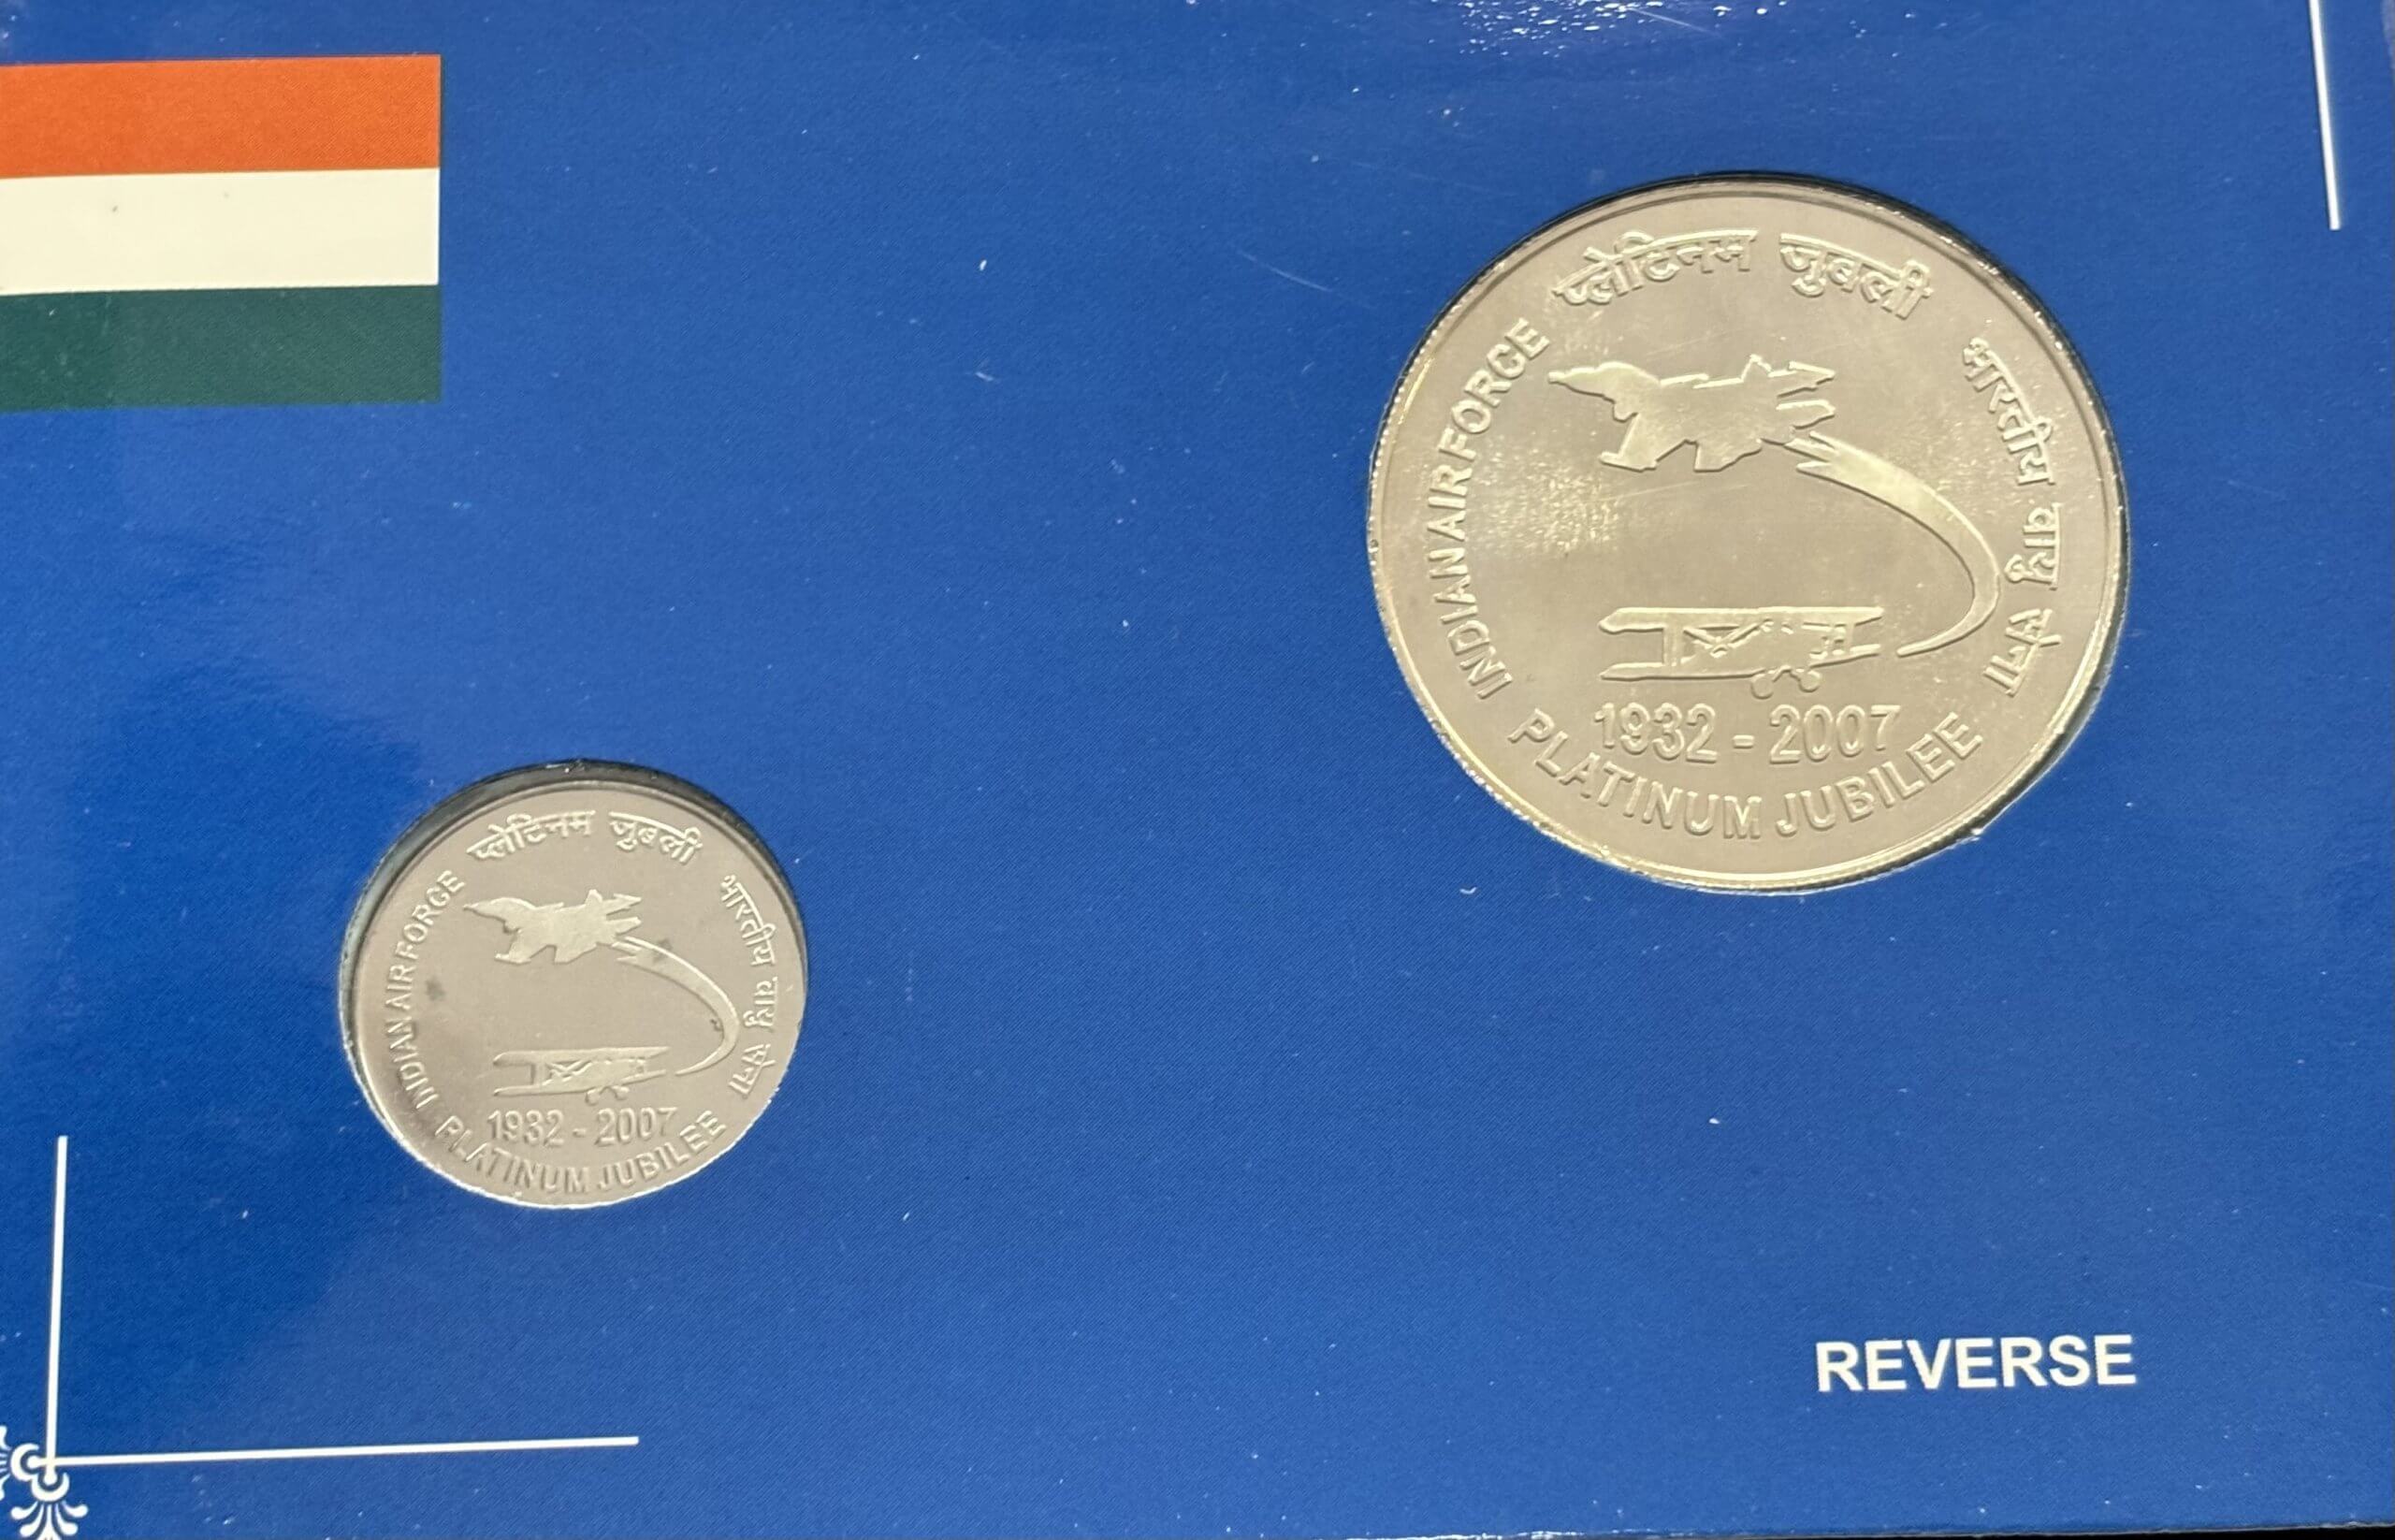 प्लेटिनम जुबली
भारतीय वायु सेना
INDIAN AIR FORCE
1932 - 2007
PLATINUM JUBILEE
प्लेटिनम जुबली
भारतीय वायु सेना
INDIAN AIR FORCE
1932 - 2007
PLATINUM JUBILEE
REVERSE